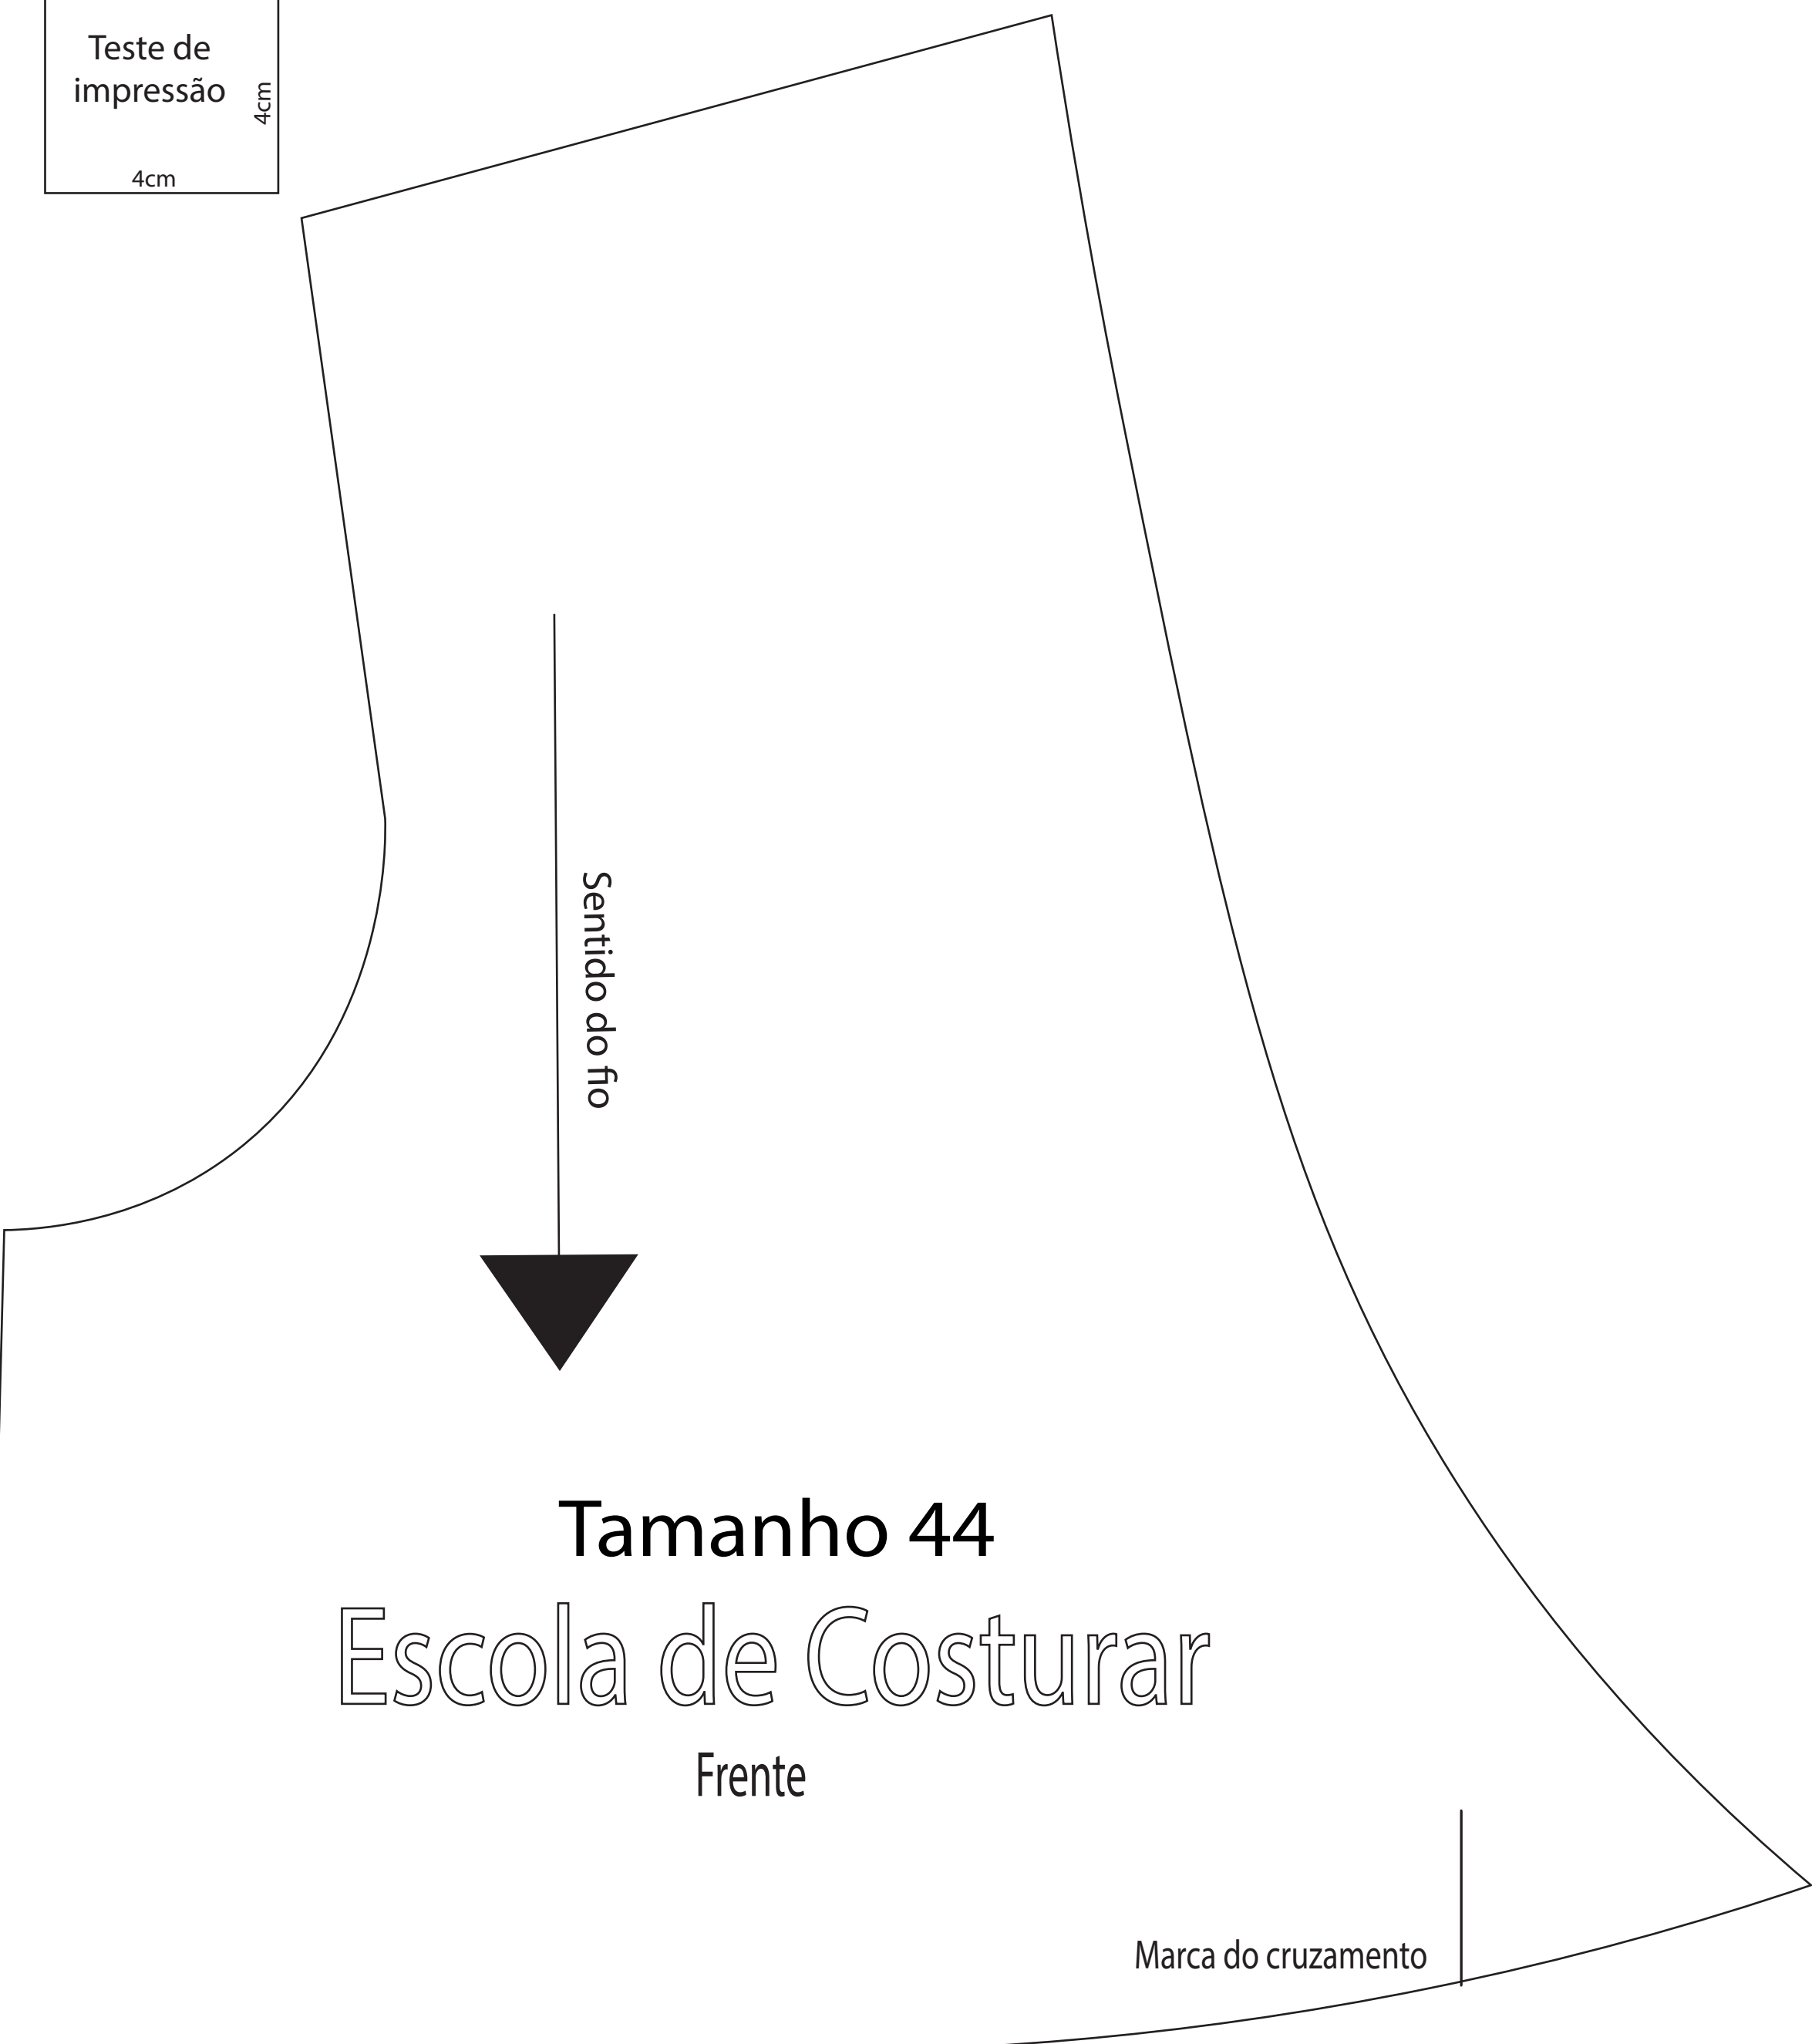 Teste de
impressão
4cm
4cm
Sentido do fio
Tamanho 44
Escola de Costurar
Frente
Marca do cruzamento